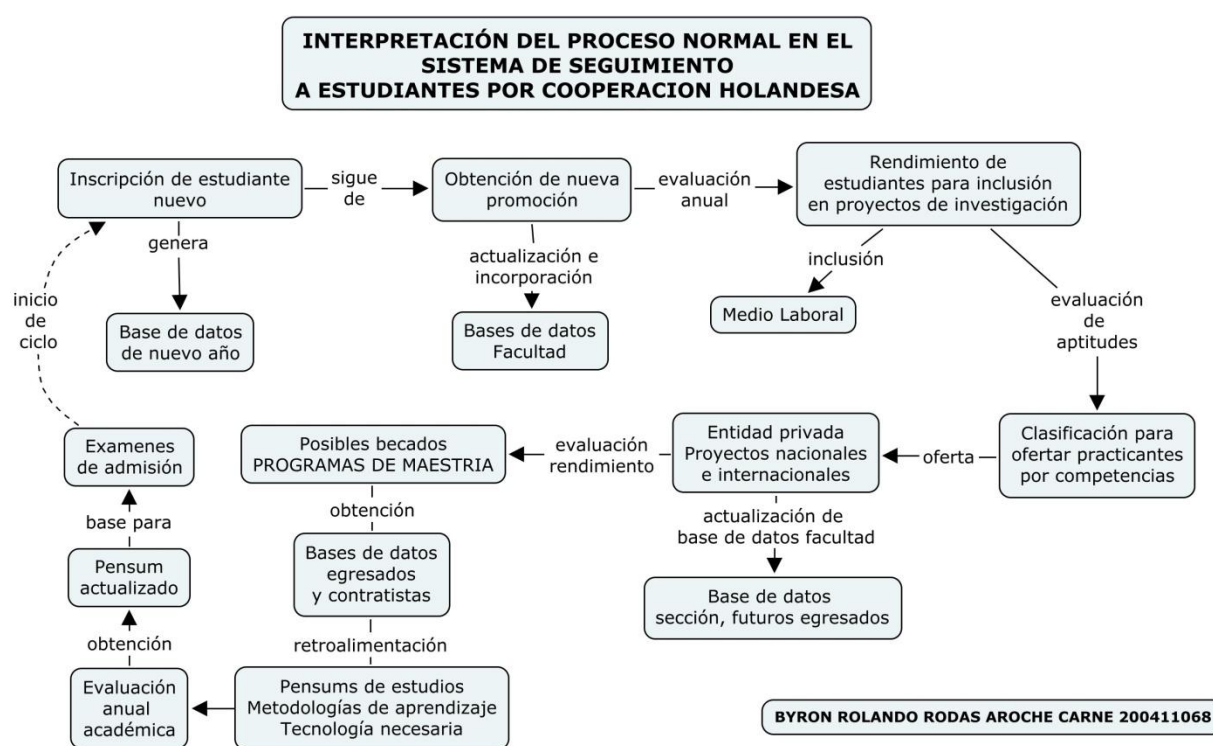 INTERPRETACIÓN DEL PROCESO NORMAL EN EL
SISTEMA DE SEGUIMIENTO
A ESTUDIANTES POR COOPERACION HOLANDESA
Inscripción de estudiante
nuevo
sigue
de
Obtención de nueva
promoción
evaluación
anual
Rendimiento de
estudiantes para inclusión
en proyectos de investigación
genera
actualización e
incorporación
inclusión
evaluación
de
aptitudes
inicio
de
ciclo
Base de datos
de nuevo año
Bases de datos
Facultad
Medio Laboral
Examenes
de admisión
Posibles becados
PROGRAMAS DE MAESTRIA
evaluación
rendimiento
Entidad privada
Proyectos nacionales
e internacionales
oferta
Clasificación para
ofertar practicantes
por competencias
base para
obtención
actualización de
base de datos facultad
Pensum
actualizado
Bases de datos
egresados
y contratistas
Base de datos
sección, futuros egresados
obtención
retroalimentación
Evaluación
anual
académica
Pensums de estudios
Metodologías de aprendizaje
Tecnología necesaria
BYRON ROLANDO RODAS AROCHE CARNE 200411068